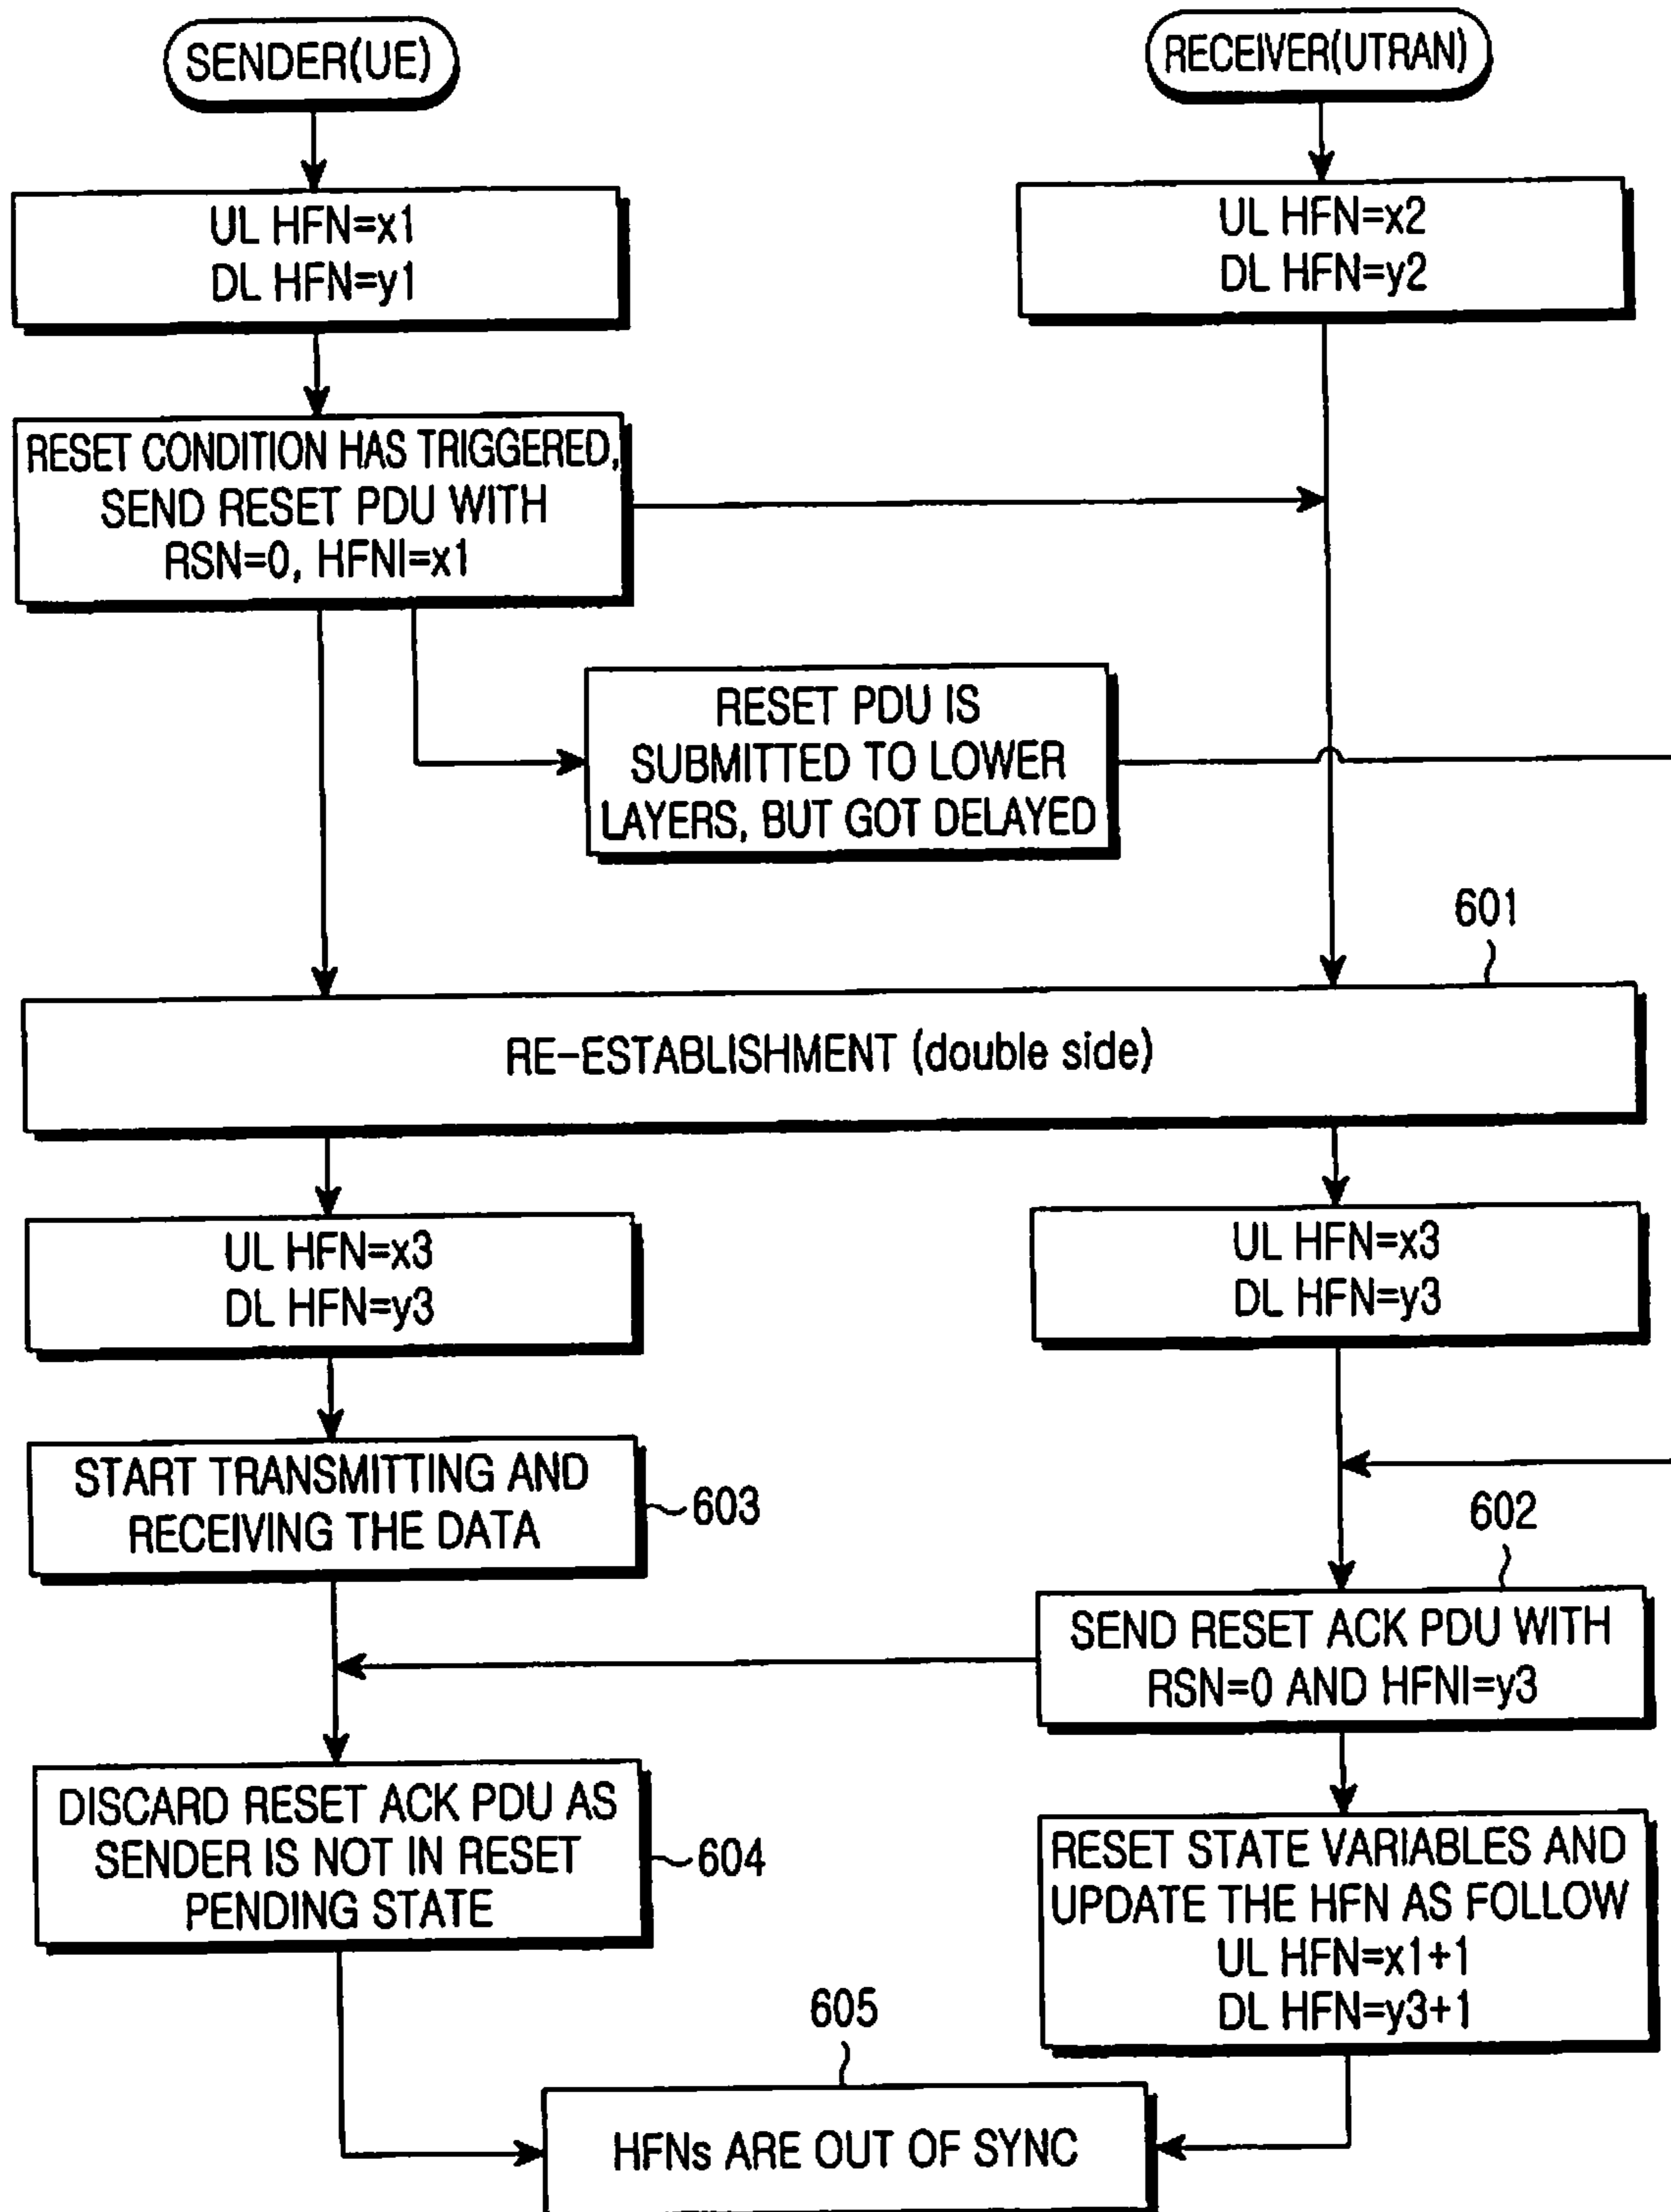 SENDER(UE)
RECEIVER(UTRAN)
UL HFN=x1
DL HFN=y1
UL HFN=x2
DL HFN=y2
RESET CONDITION HAS TRIGGERED,
SEND RESET PDU WITH
RSN=0, HFNI=x1
RESET PDU IS
SUBMITTED TO LOWER
LAYERS, BUT GOT DELAYED
601
RE-ESTABLISHMENT (double side)
UL HFN=x3
DL HFN=y3
UL HFN=x3
DL HFN=y3
START TRANSMITTING AND
RECEIVING THE DATA
603
602
SEND RESET ACK PDU WITH
RSN=0 AND HFNI=y3
DISCARD RESET ACK PDU AS
SENDER IS NOT IN RESET
PENDING STATE
604
RESET STATE VARIABLES AND
UPDATE THE HFN AS FOLLOW
UL HFN=x1+1
DL HFN=y3+1
605
HFNs ARE OUT OF SYNC